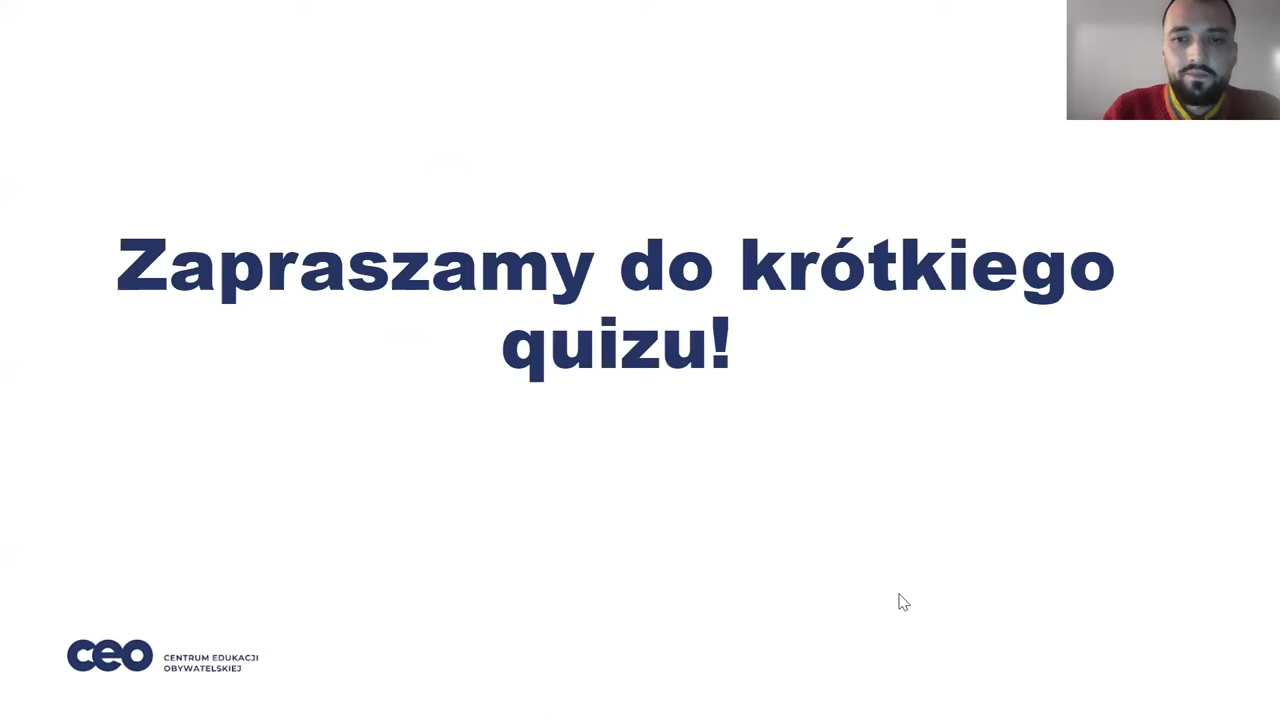 Zapraszamy do krótkiego
quizu!
ceo
CENTRUM EDUKACJI
OBYWATELSKIEJ